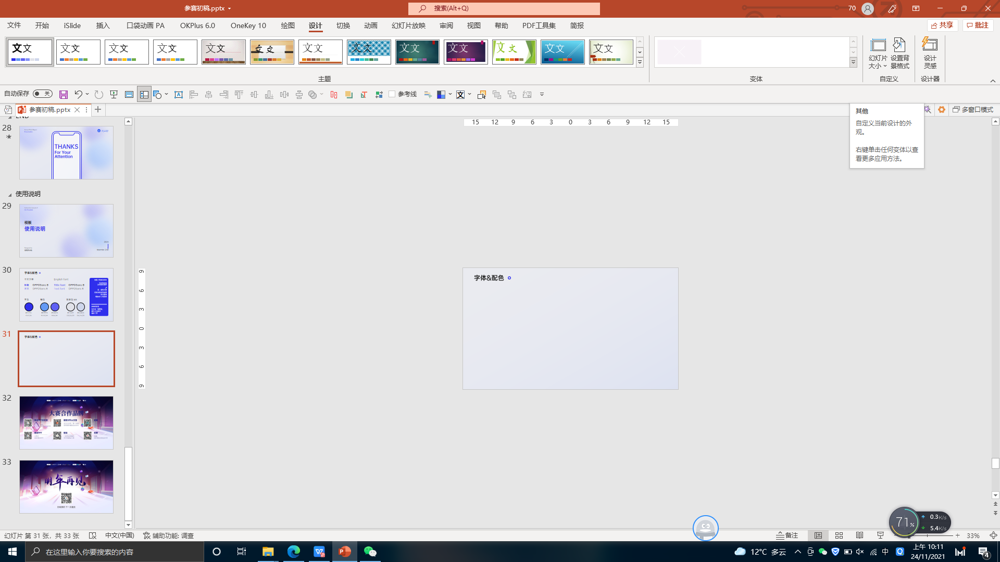 参赛初稿.pptx
搜索(Alt+Q)
70
文件 开始 iSlide 插入 口袋动画 PA OKPlus 6.0 OneKey 10 绘图 设计 切换 动画 幻灯片放映 审阅 视图 帮助 PDF工具集 简报
共享 批注
文文 文文 文文 文文 文文 文文 文文 文文 文文 文文 文文 文文 文文
幻灯片大小
设置背景格式
设计灵感
主题 变体 自定义 设计器
自动保存 关
参考线
参赛初稿.pptx
多窗口模式
其他
自定义当前设计的外
观。
右键单击任何变体以查
看更多应用方法。
END
28
THANKS
For Your
Attention
使用说明
29
模板
使用说明
30
字体&配色
English font
标题 OPPOSans B Title font OPPOSans B
OPPOSans R Text font OPPOSans R
31
字体&配色
32
大赛合作品牌
33
明年再见
15 12 9 6 3 0 3 6 9 12 15
9
6
3
0
3
6
9
字体&配色
71%
0.3K/s
5.4K/s
幻灯片 第 31 张，共 33 张 中文(中国) 辅助功能: 调查
备注
33%
在这里输入你要搜索的内容
12°C 多云
中
上午 10:11
24/11/2021
4